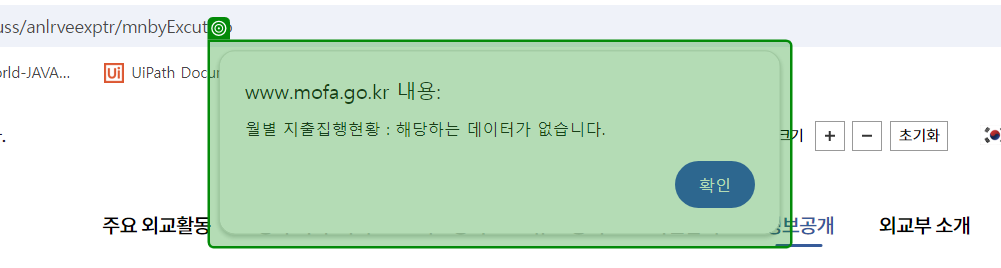 uss/anlrveexptr/mnbyExcut
orld-JAVA... UiPath Docu
www.mofa.go.kr 내용:
월별 지출집행현황 : 해당하는 데이터가 없습니다.
크기 + − 초기화
확인
주요 외교활동 정보공개 외교부 소개